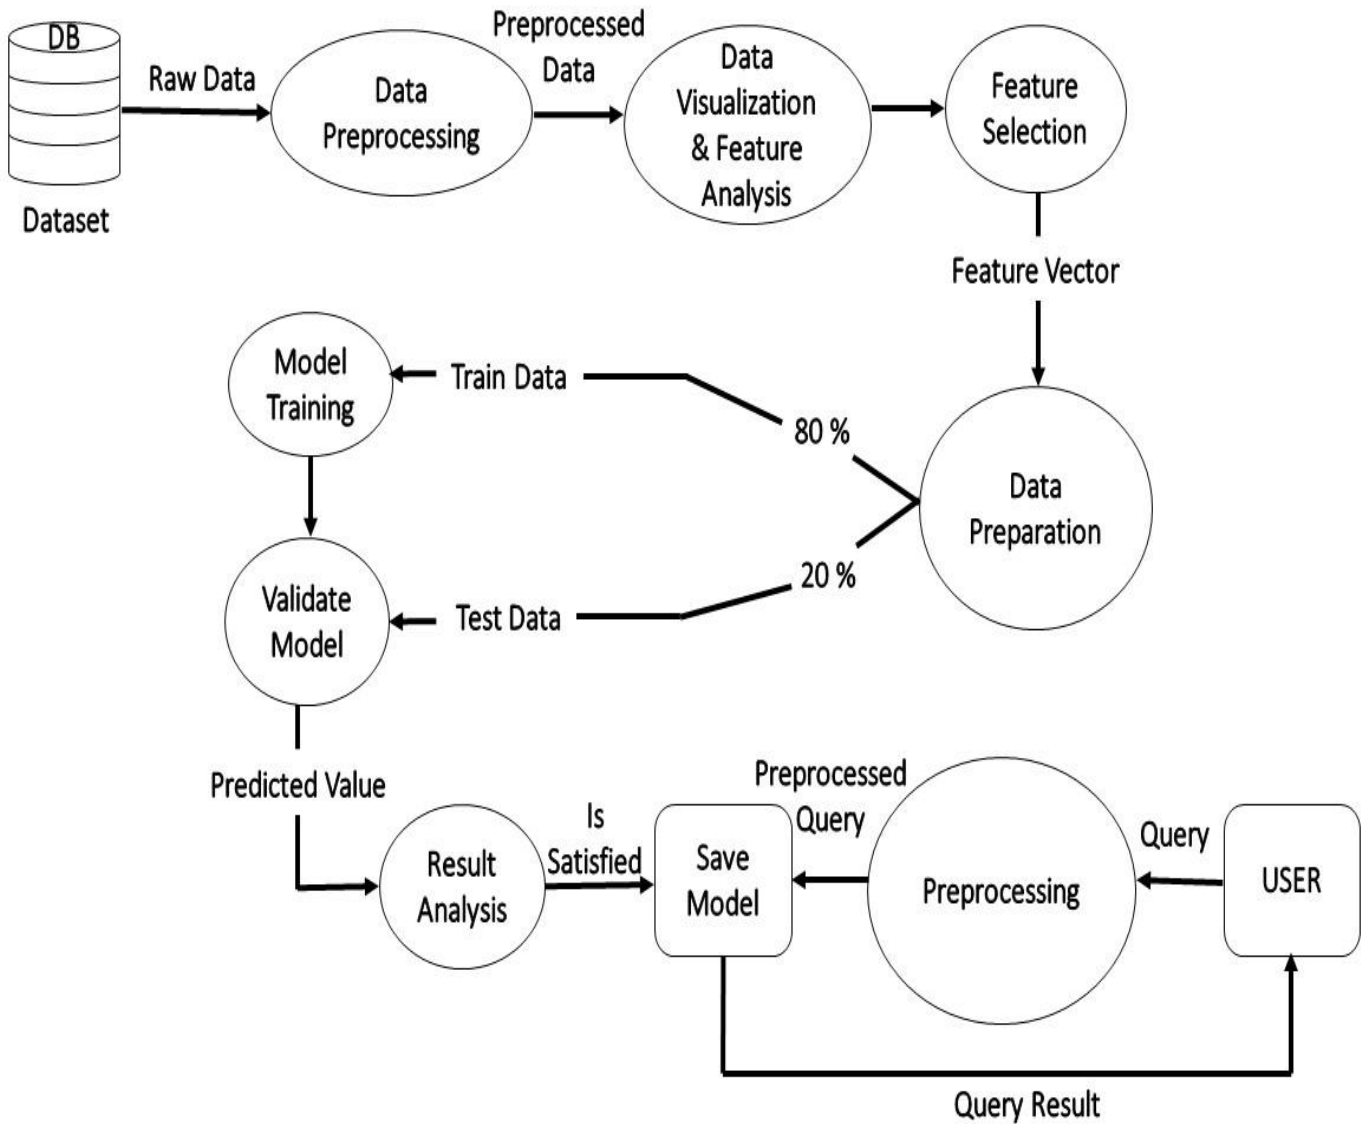 DB
Dataset
Raw Data
Data
Preprocessing
Preprocessed
Data
Data
Visualization
& Feature
Analysis
Feature
Selection
Feature Vector
Data
Preparation
80 %
Train Data
Model
Training
20 %
Test Data
Validate
Model
Predicted Value
Result
Analysis
Is
Satisfied
Save
Model
Preprocessed
Query
Preprocessing
Query
USER
Query Result